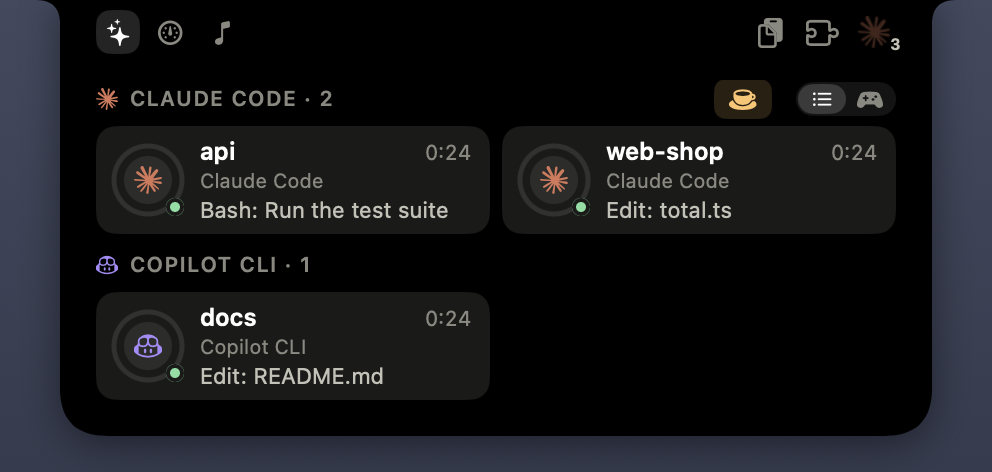 3
CLAUDE CODE · 2
api 0:24
Claude Code
Bash: Run the test suite
web-shop 0:24
Claude Code
Edit: total.ts
COPILOT CLI · 1
docs 0:24
Copilot CLI
Edit: README.md